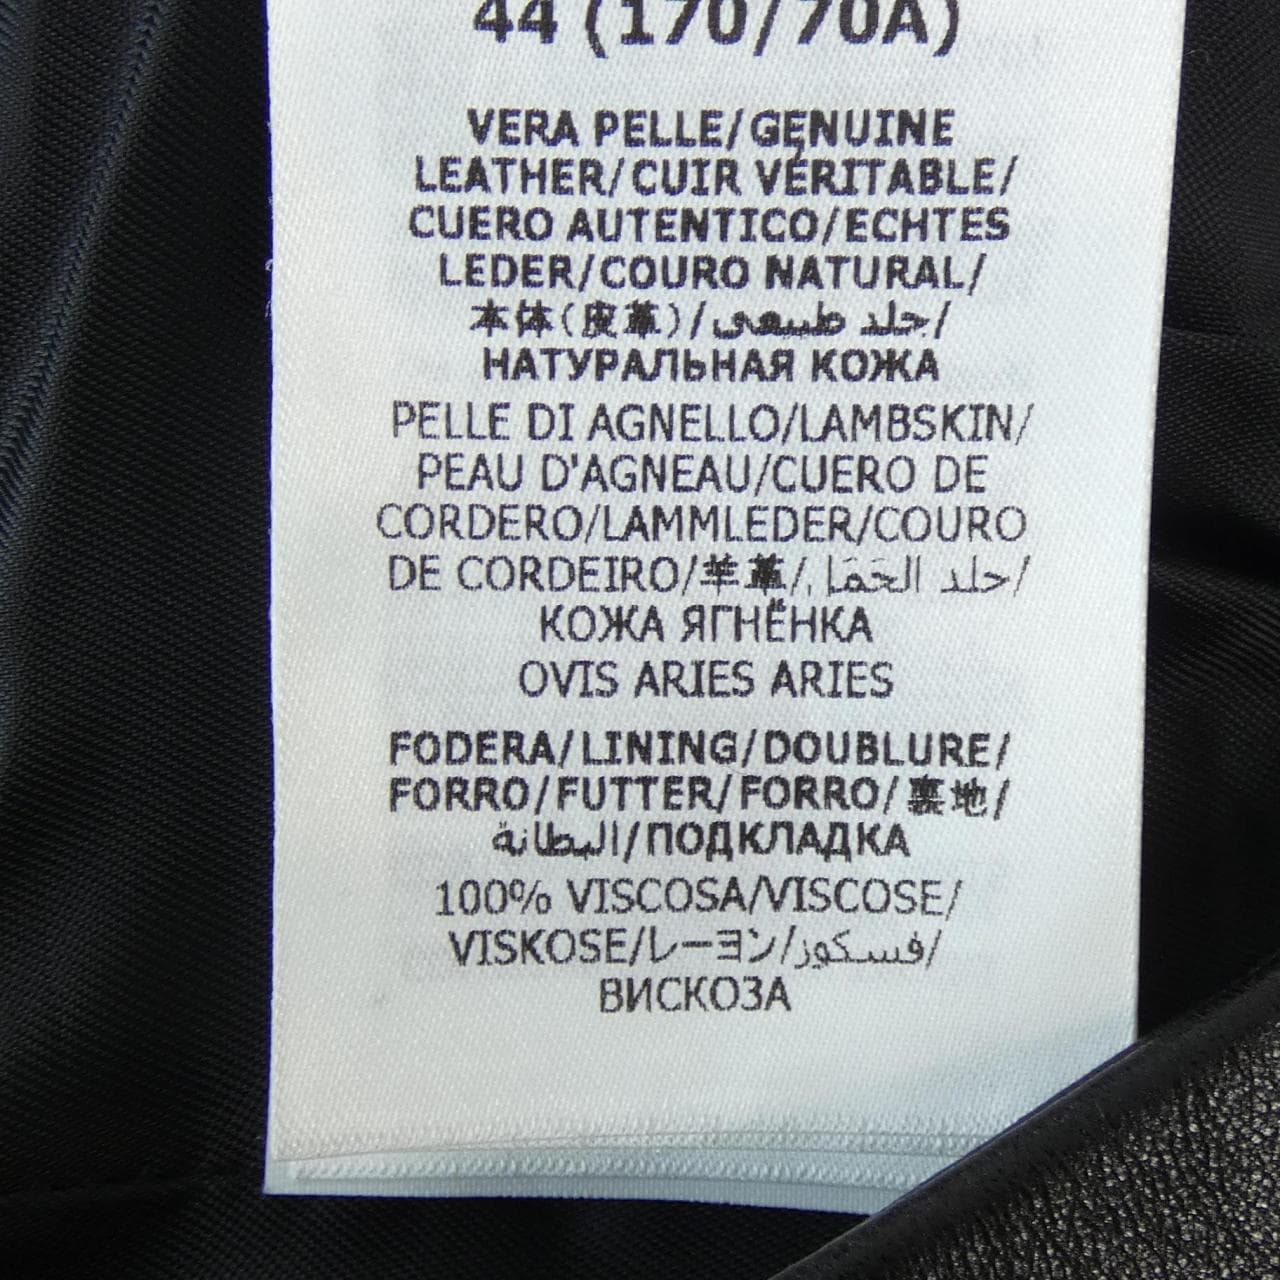 44 (170/70A)
VERA PELLE/GENUINE
LEATHER/CUIR VÉRITABLE/
CUERO AUTENTICO/ECHTES
LEDER/COURO NATURAL/
本体(皮革)/جلد طبيعى/
НАТУРАЛЬНАЯ КОЖА
PELLE DI AGNELLO/LAMBSKIN/
PEAU D'AGNEAU/CUERO DE
CORDERO/LAMMLEDER/COURO
DE CORDEIRO/羊革/جلد الحَمَل/
КОЖА ЯГНЁНКА
OVIS ARIES ARIES
FODERA/LINING/DOUBLURE/
FORRO/FUTTER/FORRO/裏地/
البطانة/ПОДКЛАДКА
100% VISCOSA/VISCOSE/
VISKOSE/レーヨン/فسكوز/
ВИСКОЗА